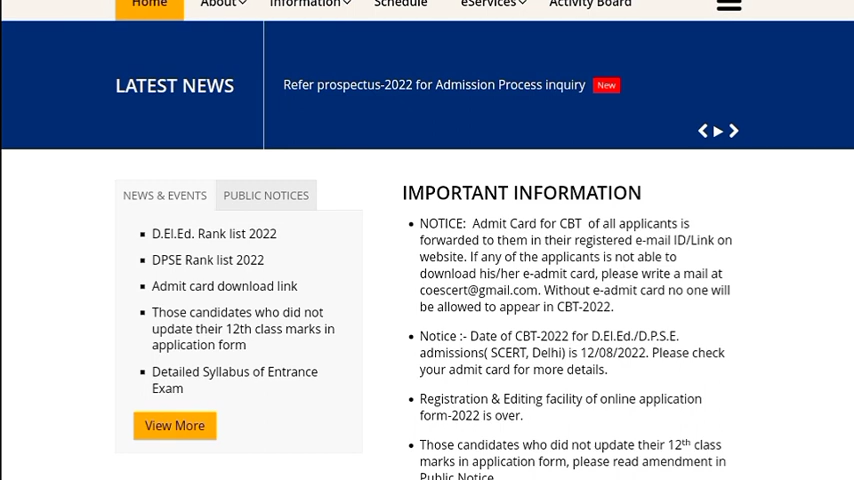 Home About Information Schedule eServices Activity Board
LATEST NEWS
Refer prospectus-2022 for Admission Process inquiry New
NEWS & EVENTS PUBLIC NOTICES
D.El.Ed. Rank list 2022
DPSE Rank list 2022
Admit card download link
Those candidates who did not
update their 12th class marks in
application form
Detailed Syllabus of Entrance
Exam
View More
IMPORTANT INFORMATION
NOTICE: Admit Card for CBT of all applicants is
forwarded to them in their registered e-mail ID/Link on
website. If any of the applicants is not able to
download his/her e-admit card, please write a mail at
coescert@gmail.com. Without e-admit card no one will
be allowed to appear in CBT-2022.
Notice :- Date of CBT-2022 for D.El.Ed./D.P.S.E.
admissions( SCERT, Delhi) is 12/08/2022. Please check
your admit card for more details.
Registration & Editing facility of online application
form-2022 is over.
Those candidates who did not update their 12th class
marks in application form, please read amendment in
Public Notice